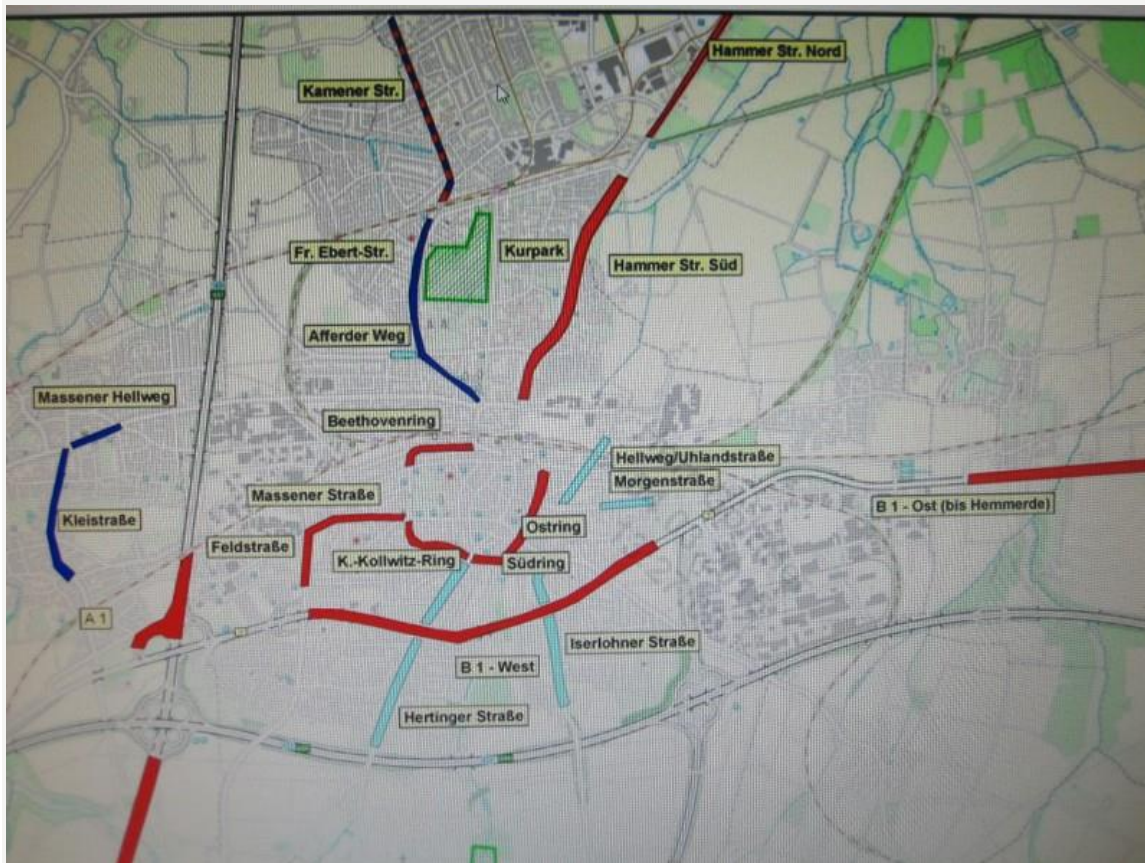 Hammer Str. Nord
Kamener Str.
Fr. Ebert-Str.
Kurpark
Hammer Str. Süd
Afferder Weg
Massener Hellweg
Beethovenring
Hellweg/Uhlandstraße
Massener Straße
Morgenstraße
B 1 - Ost (bis Hemmerde)
Kleistraße
Ostring
Feldstraße
K.-Kollwitz-Ring
Südring
A 1
Iserlohner Straße
B 1 - West
Hertinger Straße